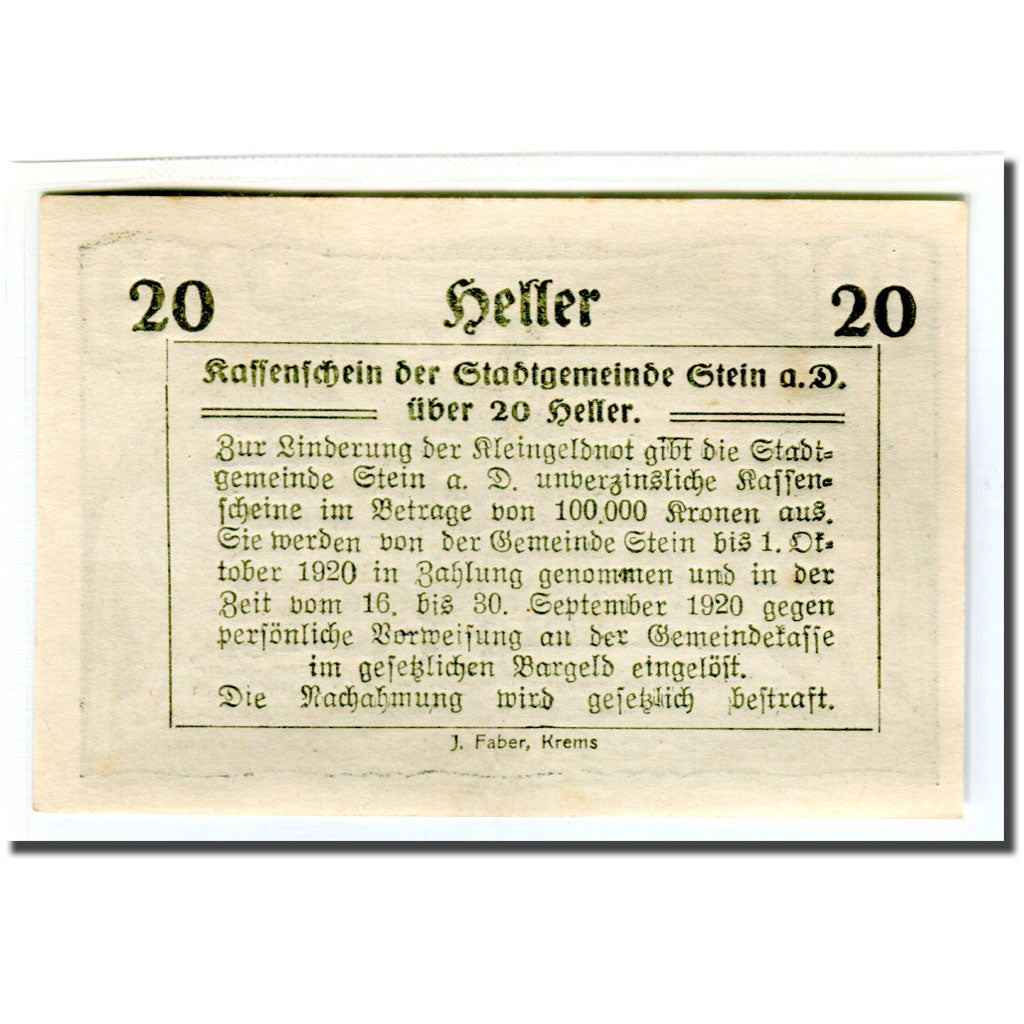 20 Heller 20
Kassenschein der Stadtgemeinde Stein a. D.
über 20 Heller.
Zur Linderung der Kleingeldnot gibt die Stadt-
gemeinde Stein a. D. unverzinsliche Kassen-
scheine im Betrage von 100.000 Kronen aus.
Sie werden von der Gemeinde Stein bis 1. Ok-
tober 1920 in Zahlung genommen und in der
Zeit vom 16. bis 30. September 1920 gegen
persönliche Vorweisung an der Gemeindekasse
im gesetzlichen Bargeld eingelöst.
Die Nachahmung wird gesetzlich bestraft.
J. Faber, Krems